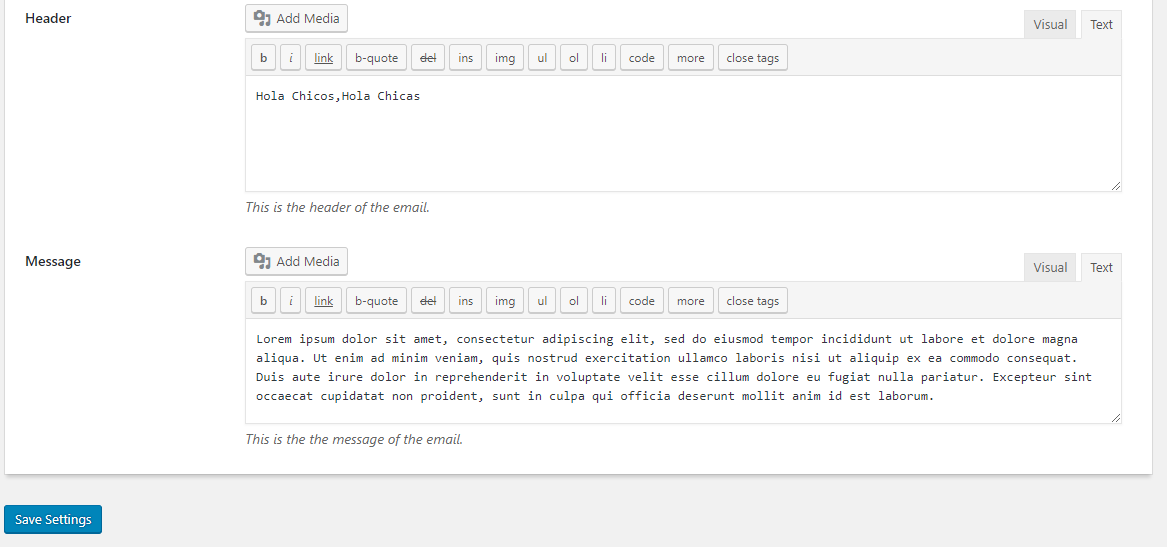 Header
Add Media
Visual Text
b i link b-quote del ins img ul ol li code more close tags
Hola Chicos,Hola Chicas
This is the header of the email.
Message
Add Media
Visual Text
b i link b-quote del ins img ul ol li code more close tags
Lorem ipsum dolor sit amet, consectetur adipiscing elit, sed do eiusmod tempor incididunt ut labore et dolore magna
aliqua. Ut enim ad minim veniam, quis nostrud exercitation ullamco laboris nisi ut aliquip ex ea commodo consequat.
Duis aute irure dolor in reprehenderit in voluptate velit esse cillum dolore eu fugiat nulla pariatur. Excepteur sint
occaecat cupidatat non proident, sunt in culpa qui officia deserunt mollit anim id est laborum.
This is the the message of the email.
Save Settings